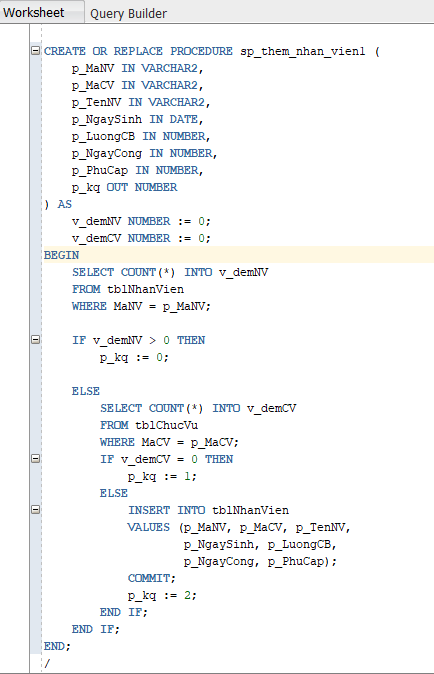 Worksheet Query Builder
CREATE OR REPLACE PROCEDURE sp_them_nhan_vien1 (
    p_MaNV IN VARCHAR2,
    p_MaCV IN VARCHAR2,
    p_TenNV IN VARCHAR2,
    p_NgaySinh IN DATE,
    p_LuongCB IN NUMBER,
    p_NgayCong IN NUMBER,
    p_PhuCap IN NUMBER,
    p_kq OUT NUMBER
) AS
    v_demNV NUMBER := 0;
    v_demCV NUMBER := 0;
BEGIN
    SELECT COUNT(*) INTO v_demNV
    FROM tblNhanVien
    WHERE MaNV = p_MaNV;
    IF v_demNV > 0 THEN
        p_kq := 0;
    ELSE
        SELECT COUNT(*) INTO v_demCV
        FROM tblChucVu
        WHERE MaCV = p_MaCV;
        IF v_demCV = 0 THEN
            p_kq := 1;
        ELSE
            INSERT INTO tblNhanVien
            VALUES (p_MaNV, p_MaCV, p_TenNV,
                    p_NgaySinh, p_LuongCB,
                    p_NgayCong, p_PhuCap);
            COMMIT;
            p_kq := 2;
        END IF;
    END IF;
END;
/